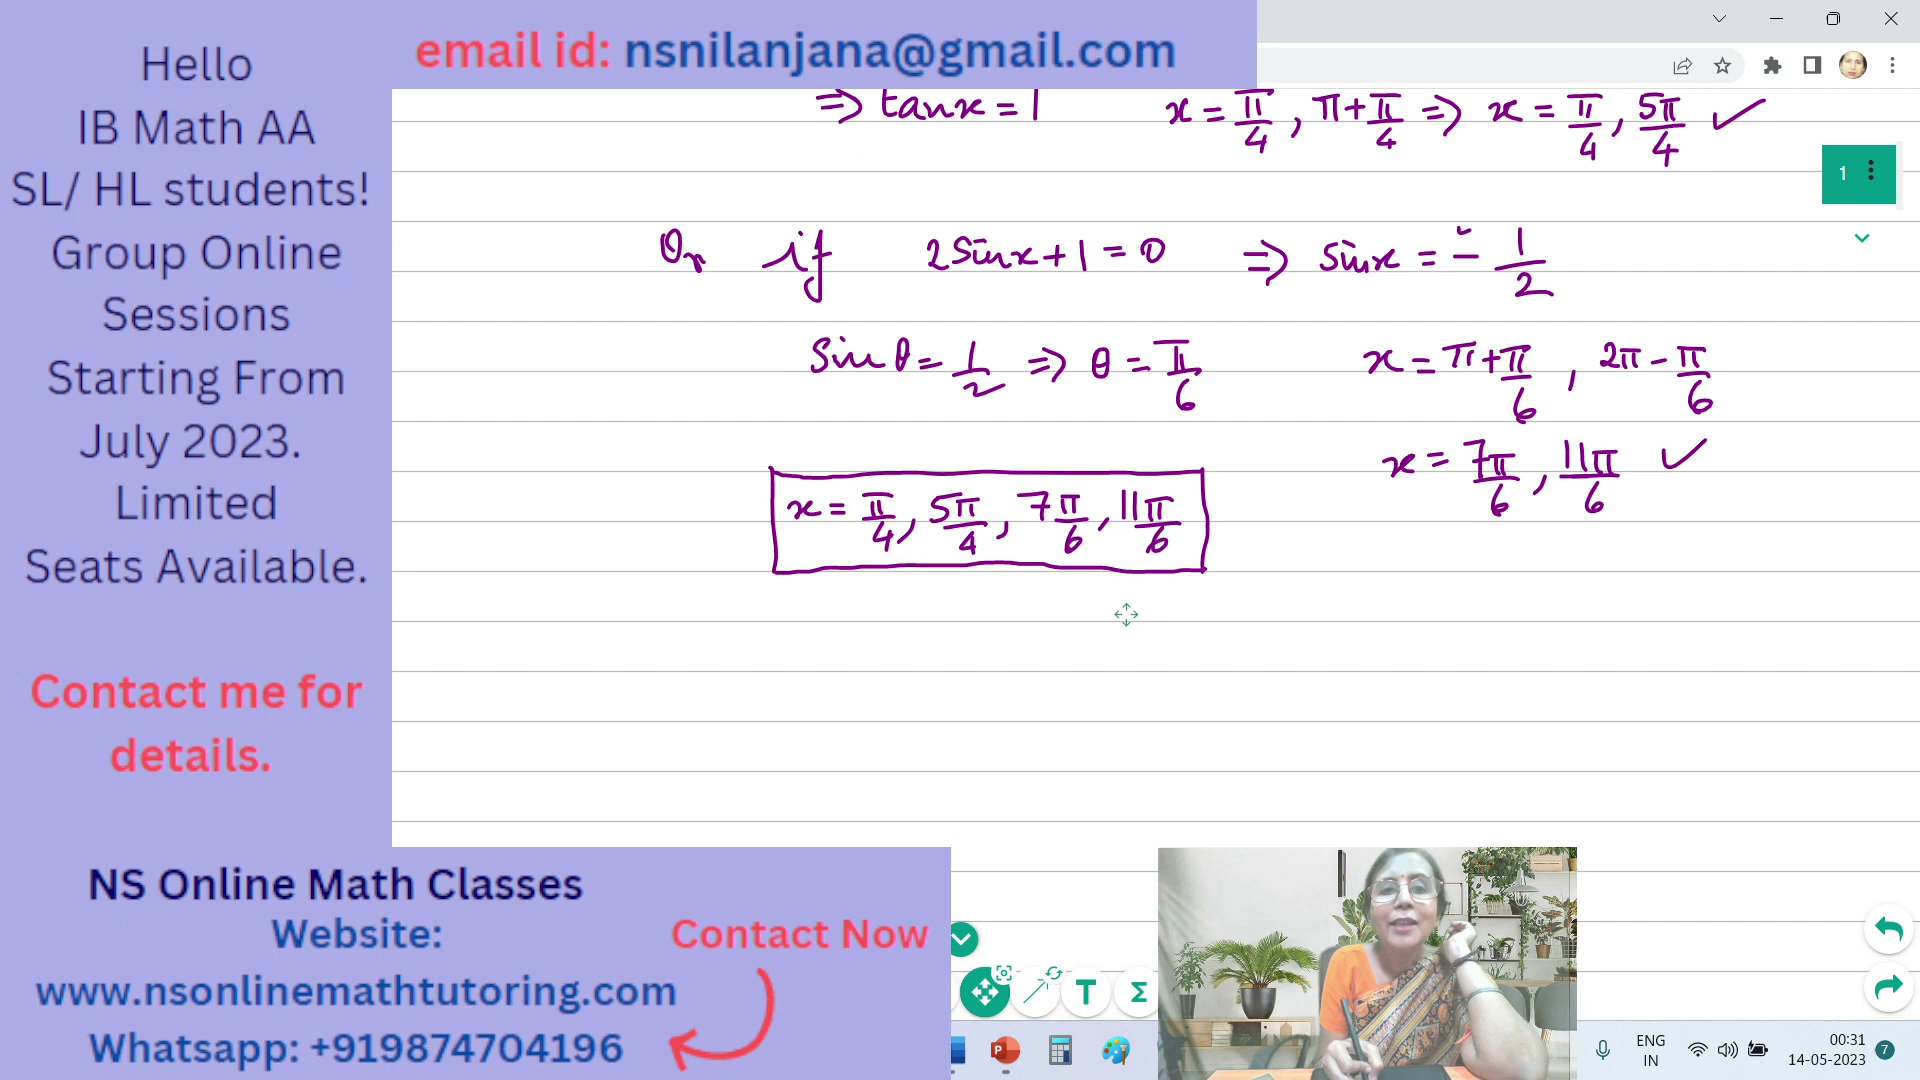 Hello
IB Math AA
SL/ HL students!
Group Online
Sessions
Starting From
July 2023.
Limited
Seats Available.
Contact me for
details.
email id: nsnilanjana@gmail.com
⇒ tanx = 1 x = π/4, π+π/4 ⇒ x = π/4, 5π/4 ✓
1
Or if 2Sinx+1=0 ⇒ sinx = - 1/2
Sinθ = 1/2 ⇒ θ = π/6 x = π+π/6, 2π-π/6
x = 7π/6, 11π/6 ✓
x = π/4, 5π/4, 7π/6, 11π/6
NS Online Math Classes
Website:
www.nsonlinemathtutoring.com
Whatsapp: +919874704196
Contact Now
T Σ
P
ENG
IN
00:31
14-05-2023
7